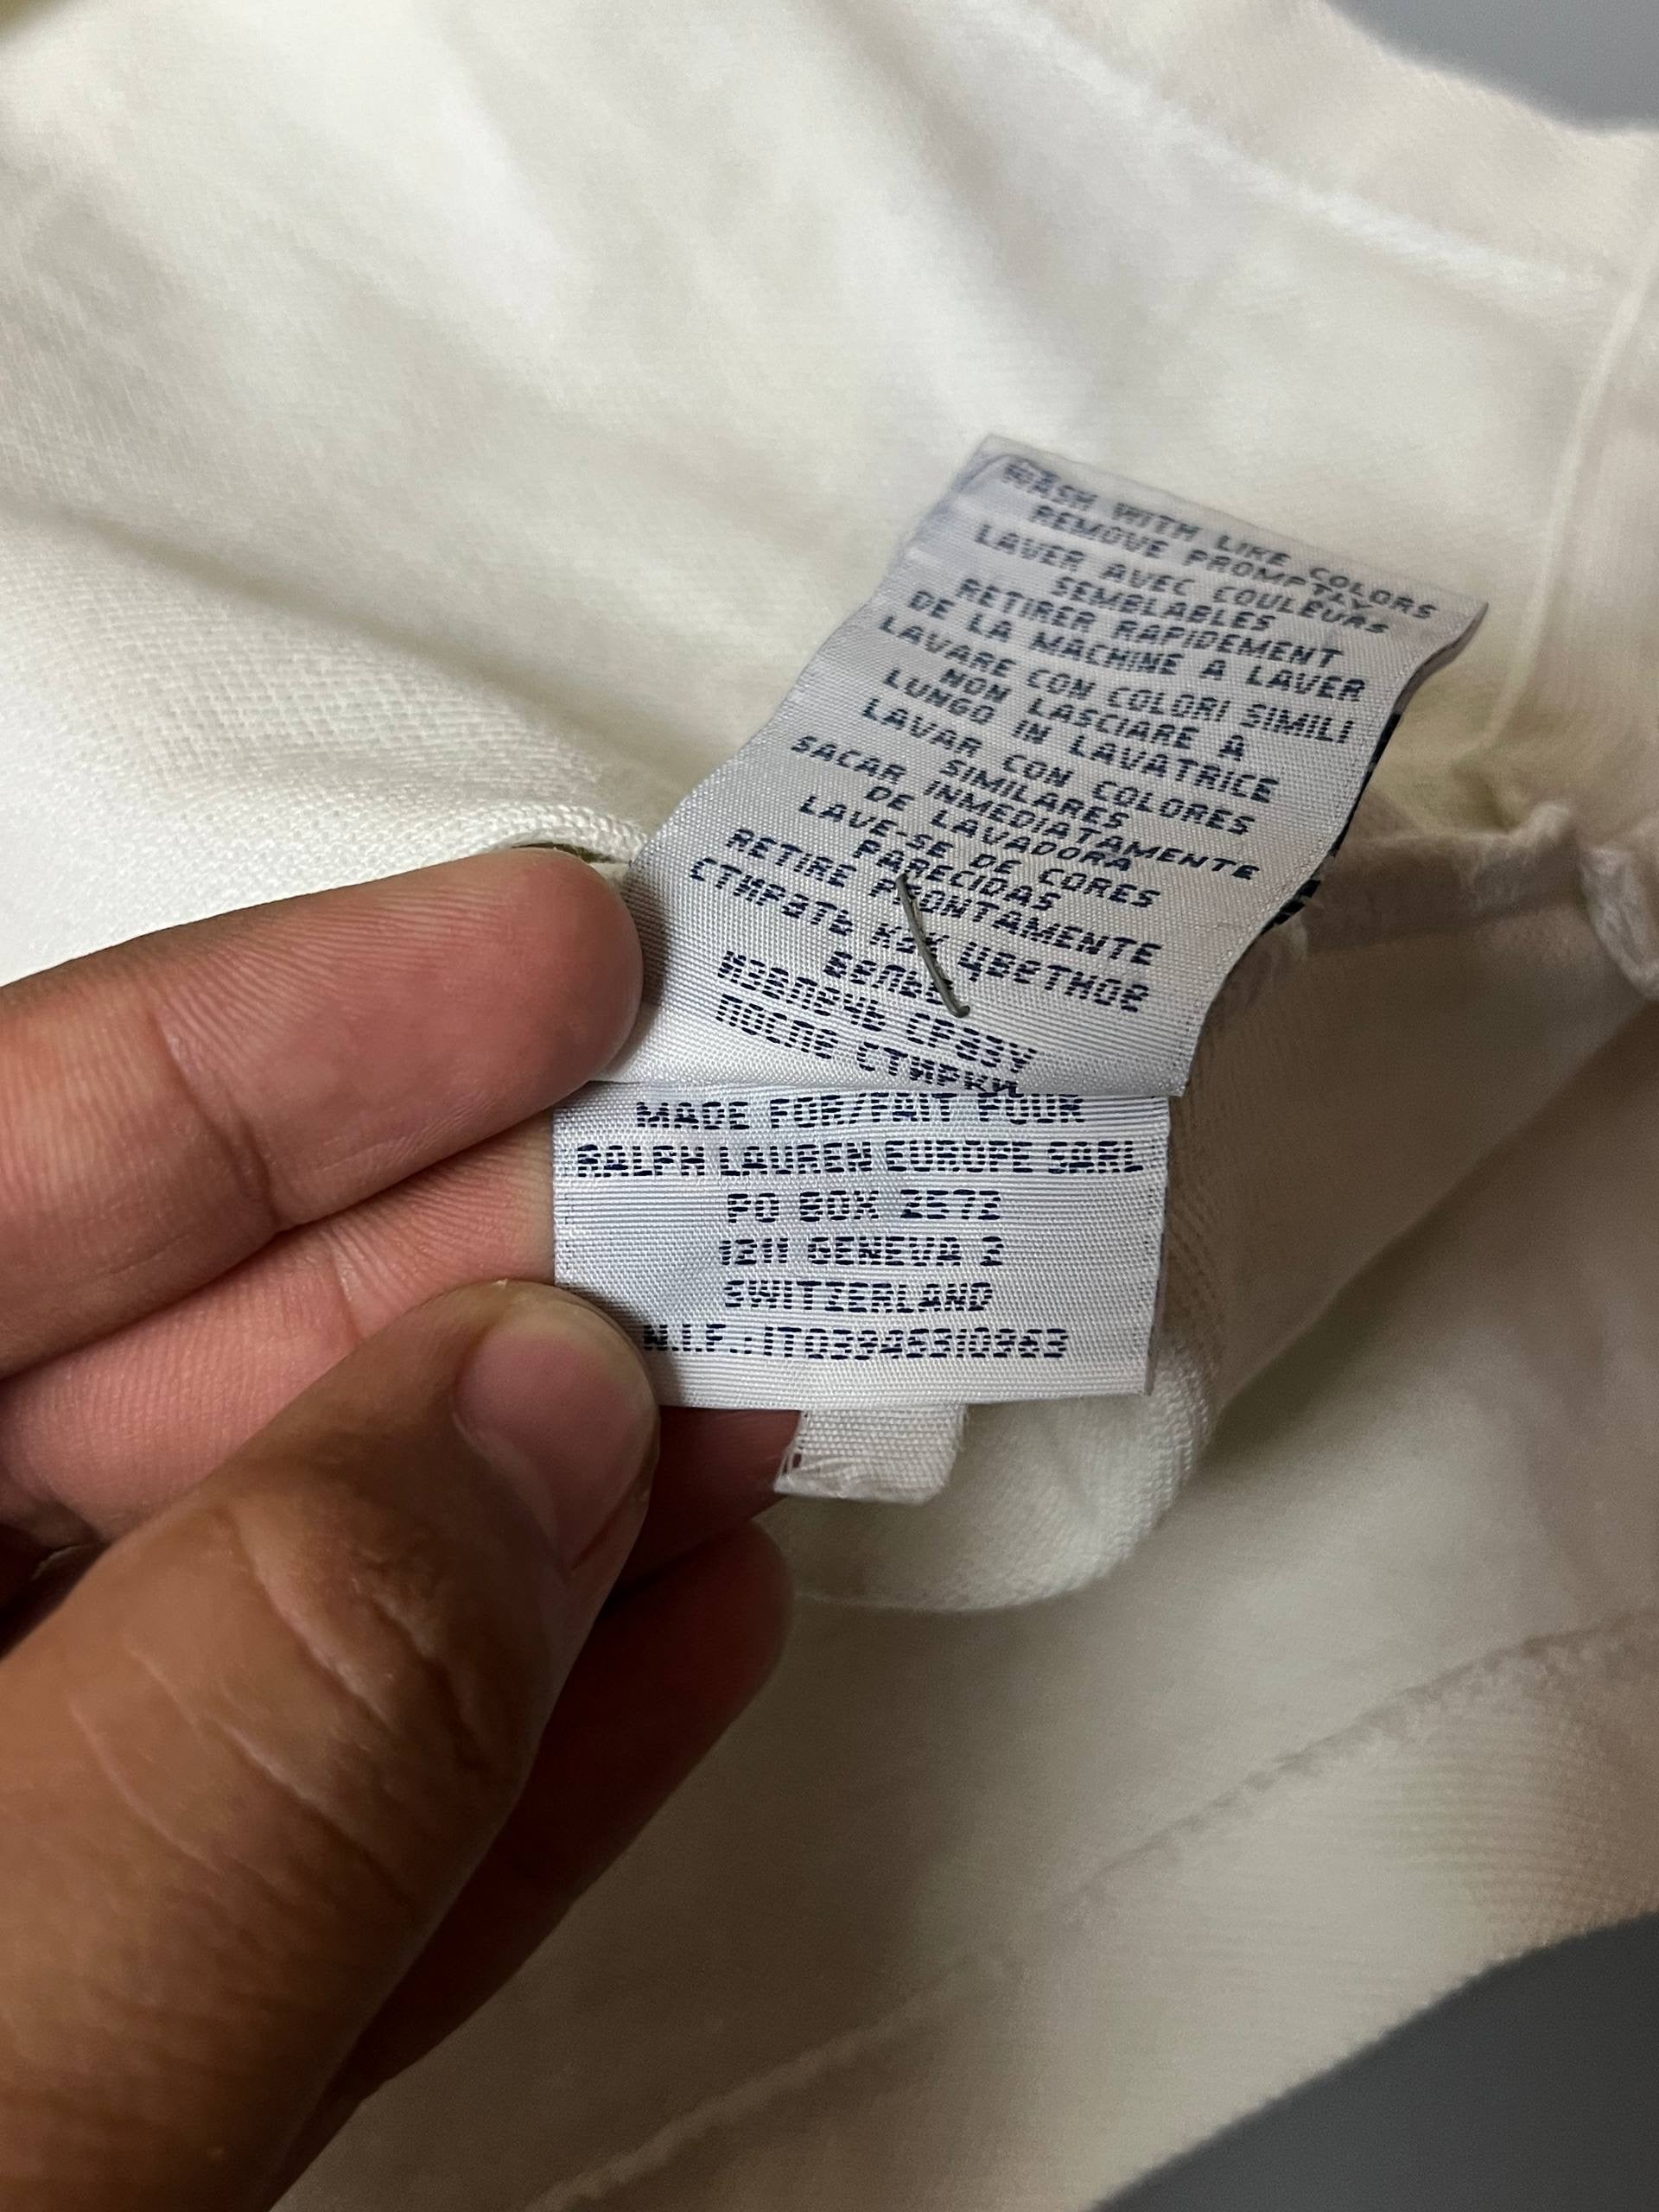 WASH WITH LIKE COLORS
REMOVE PROMPTLY
LAVER AVEC COULEURS
SEMBLABLES
RETIRER RAPIDEMENT
DE LA MACHINE A LAVER
LAVARE CON COLORI SIMILI
NON LASCIARE A
LUNGO IN LAVATRICE
LAVAR CON COLORES
SIMILARES
SACAR INMEDIATAMENTE
DE LAVADORA
LAVE-SE DE CORES
PARECIDAS
RETIRE PRONTAMENTE
СТИРАТЬ КАК ЦВЕТНОЕ
БЕЛЬЕ
ИЗВЛЕЧЬ СРАЗУ
ПОСЛЕ СТИРКИ
MADE FOR/FAIT POUR
RALPH LAUREN EUROPE SARL
PO BOX 2572
1211 GENEVA 2
SWITZERLAND
N.I.F.: